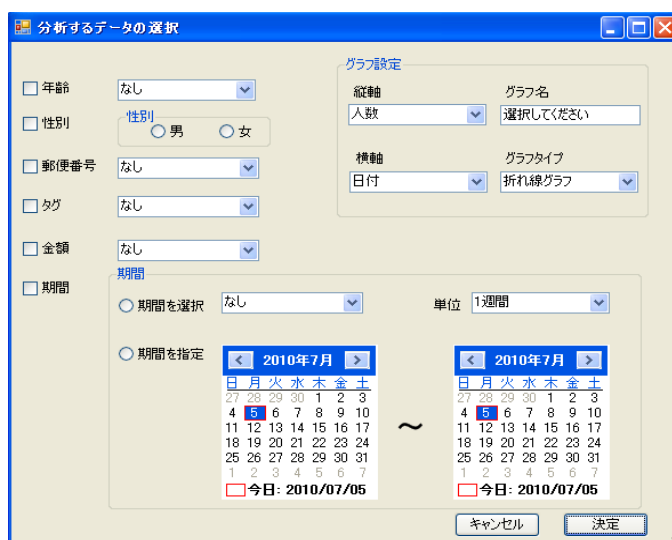 分析するデータの選択
年齢 なし
性別 性別 男 女
郵便番号 なし
タグ なし
金額 なし
グラフ設定
縦軸 グラフ名
人数 選択してください
横軸 グラフタイプ
日付 折れ線グラフ
期間
期間
期間を選択 なし 単位 1週間
期間を指定
2010年7月
日 月 火 水 木 金 土
27 28 29 30 1 2 3
4 5 6 7 8 9 10
11 12 13 14 15 16 17
18 19 20 21 22 23 24
25 26 27 28 29 30 31
1 2 3 4 5 6 7
今日: 2010/07/05
～
2010年7月
日 月 火 水 木 金 土
27 28 29 30 1 2 3
4 5 6 7 8 9 10
11 12 13 14 15 16 17
18 19 20 21 22 23 24
25 26 27 28 29 30 31
1 2 3 4 5 6 7
今日: 2010/07/05
キャンセル 決定